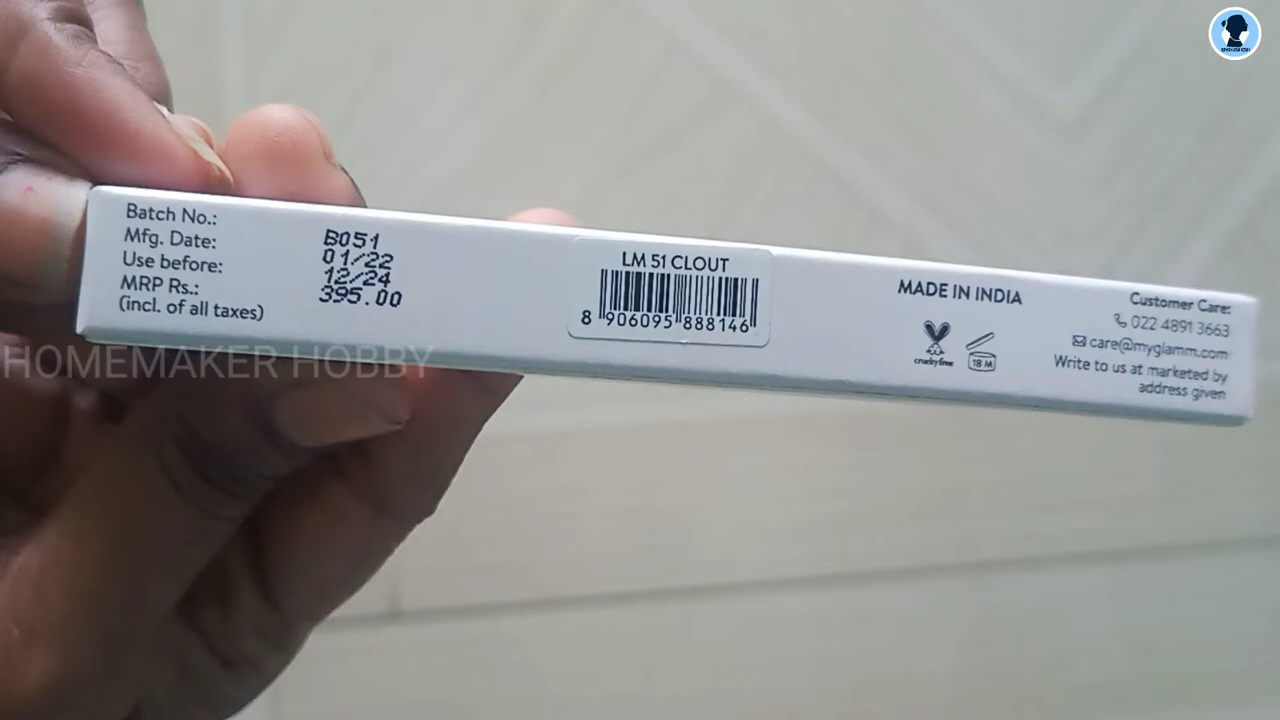 Batch No.:
Mfg. Date:
Use before:
MRP Rs.:
(incl. of all taxes)
B051
01/22
12/24
395.00
LM 51 CLOUT
8 906095 888146
MADE IN INDIA
cruelty free
18 M
Customer Care:
022 4891 3663
care@myglamm.com
Write to us at marketed by
address given
HOMEMAKER HOBBY